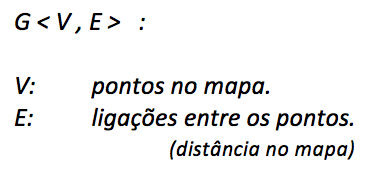 G < V , E > :
V: pontos no mapa.
E: ligações entre os pontos.
(distância no mapa)